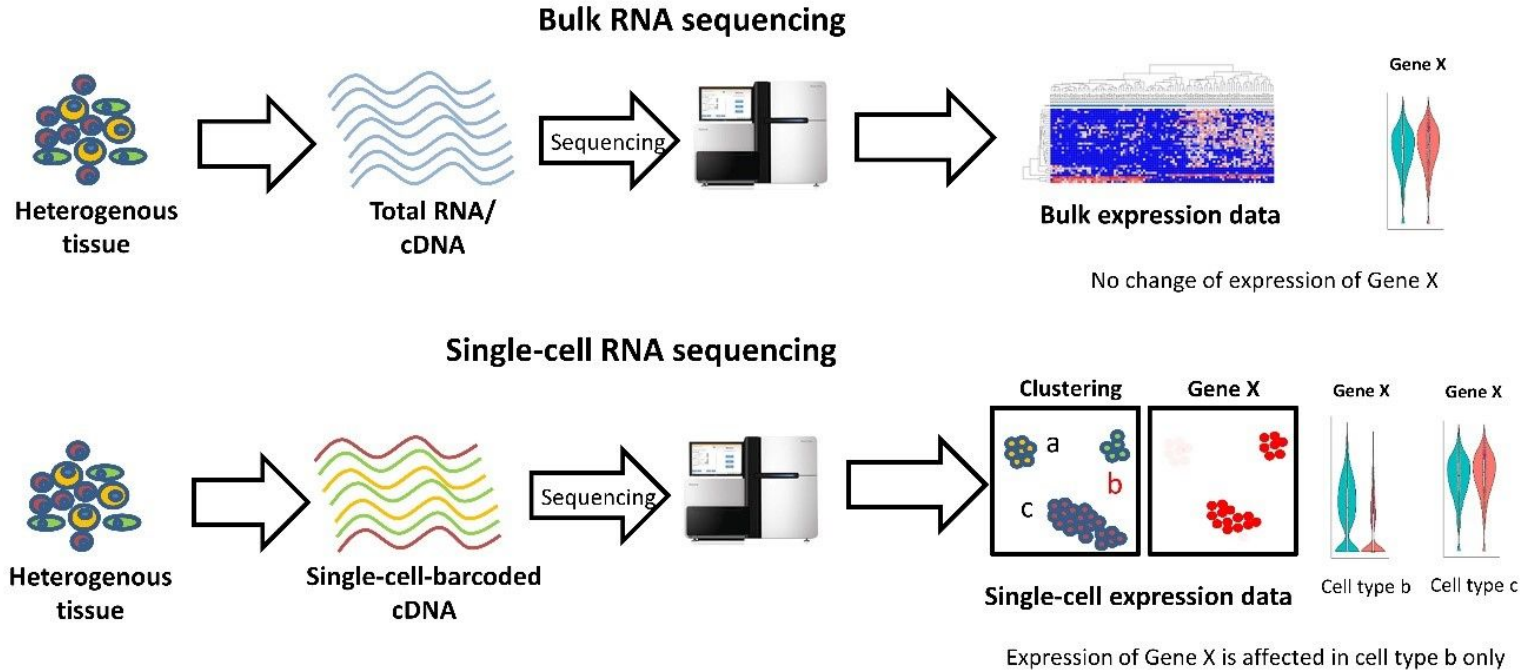 Bulk RNA sequencing
Gene X
Sequencing
Heterogenous
tissue
Total RNA/
cDNA
Bulk expression data
No change of expression of Gene X
Single-cell RNA sequencing
Clustering
Gene X
Gene X
Gene X
a
b
c
Sequencing
Heterogenous
tissue
Single-cell-barcoded
cDNA
Single-cell expression data
Cell type b
Cell type c
Expression of Gene X is affected in cell type b only